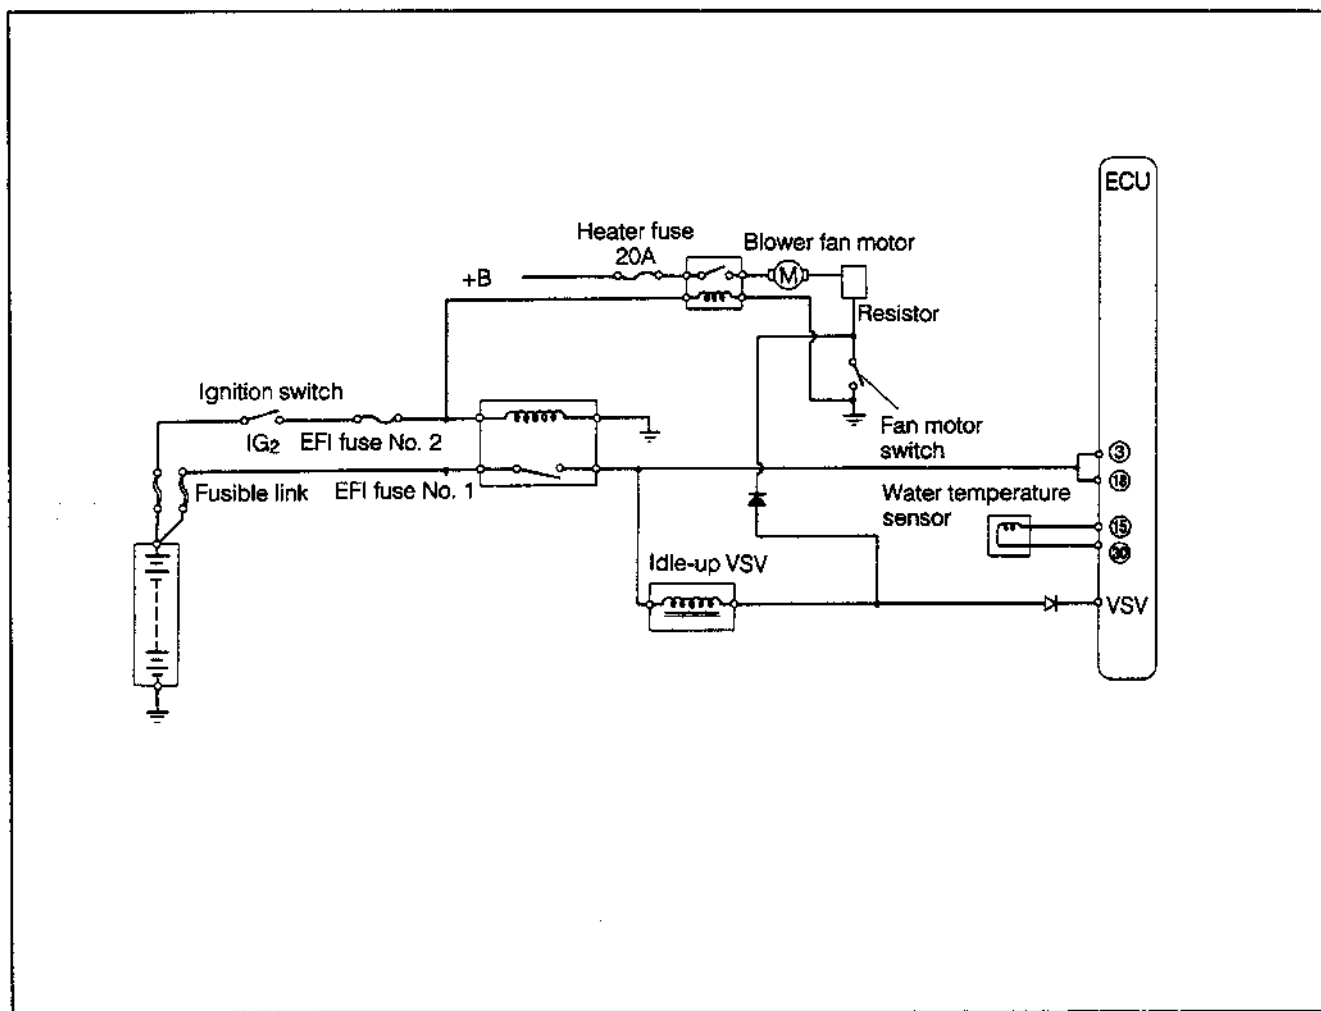 ECU
Heater fuse
20A
Blower fan motor
+B
M
Resistor
Ignition switch
IG2
EFI fuse No. 2
Fan motor
switch
3
Fusible link
EFI fuse No. 1
18
Water temperature
sensor
15
30
Idle-up VSV
VSV